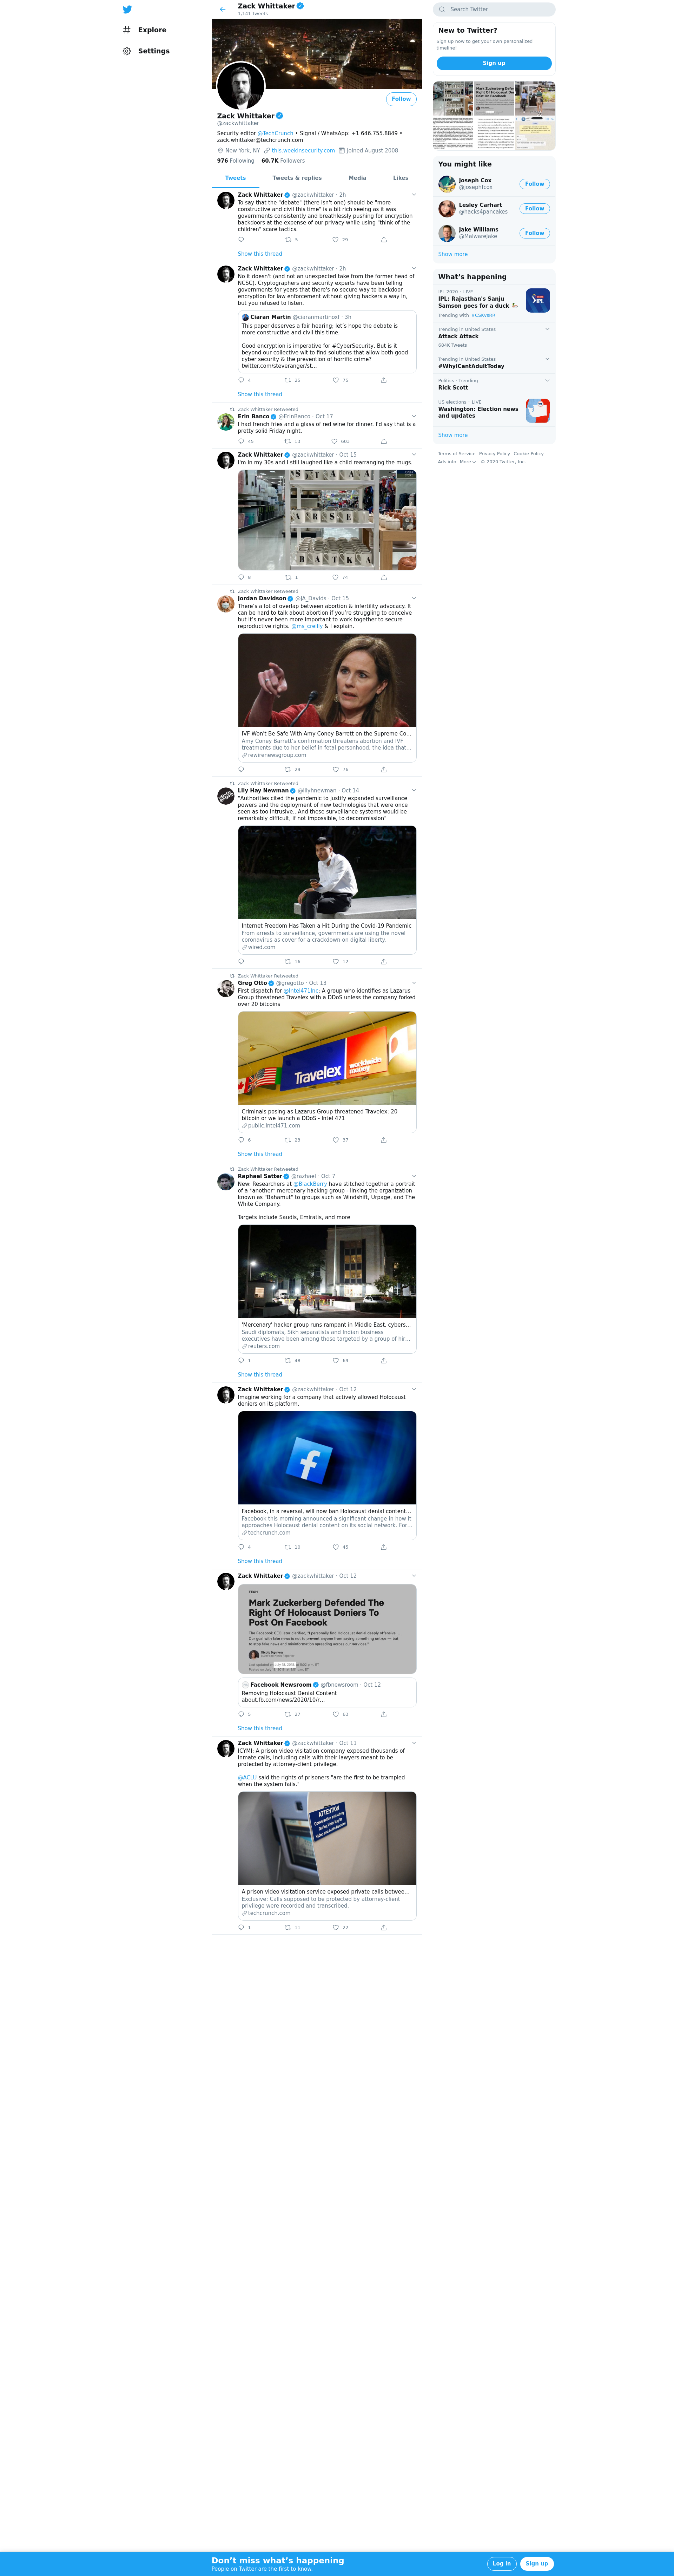 Explore
Settings
Zack Whittaker
1,141 Tweets
Follow
Zack Whittaker
@zackwhittaker
Security editor @TechCrunch • Signal / WhatsApp: +1 646.755.8849 •
zack.whittaker@techcrunch.com
New York, NY this.weekinsecurity.com Joined August 2008
976 Following 60.7K Followers
Tweets Tweets & replies Media Likes
Zack Whittaker @zackwhittaker · 2h
To say that the "debate" (there isn't one) should be "more
constructive and civil this time" is a bit rich seeing as it was
governments consistently and breathlessly pushing for encryption
backdoors at the expense of our privacy while using "think of the
children" scare tactics.
5 29
Show this thread
Zack Whittaker @zackwhittaker · 2h
No it doesn't (and not an unexpected take from the former head of
NCSC). Cryptographers and security experts have been telling
governments for years that there's no secure way to backdoor
encryption for law enforcement without giving hackers a way in,
but you refused to listen.
Ciaran Martin @ciaranmartinoxf · 3h
This paper deserves a fair hearing; let's hope the debate is
more constructive and civil this time.
Good encryption is imperative for #CyberSecurity. But is it
beyond our collective wit to find solutions that allow both good
cyber security & the prevention of horrific crime?
twitter.com/steveranger/st…
4 25 75
Show this thread
Zack Whittaker Retweeted
Erin Banco @ErinBanco · Oct 17
I had french fries and a glass of red wine for dinner. I'd say that is a
pretty solid Friday night.
45 13 603
Zack Whittaker @zackwhittaker · Oct 15
I'm in my 30s and I still laughed like a child rearranging the mugs.
A R S E
B A T K A
6 1 74
Zack Whittaker Retweeted
Jordan Davidson @JA_Davids · Oct 15
There's a lot of overlap between abortion & infertility advocacy. It
can be hard to talk about abortion if you're struggling to conceive
but it's never been more important to work together to secure
reproductive rights. @ms_creilly & I explain.
IVF Won't Be Safe With Amy Coney Barrett on the Supreme Co…
Amy Coney Barrett's confirmation threatens abortion and IVF
treatments due to her belief in fetal personhood, the idea that…
rewirenewsgroup.com
29 76
Zack Whittaker Retweeted
Lily Hay Newman @lilyhnewman · Oct 14
"Authorities cited the pandemic to justify expanded surveillance
powers and the deployment of new technologies that were once
seen as too intrusive...And these surveillance systems would be
remarkably difficult, if not impossible, to decommission"
Internet Freedom Has Taken a Hit During the Covid-19 Pandemic
From arrests to surveillance, governments are using the novel
coronavirus as cover for a crackdown on digital liberty.
wired.com
16 12
Zack Whittaker Retweeted
Greg Otto @gregotto · Oct 13
First dispatch for @Intel471Inc: A group who identifies as Lazarus
Group threatened Travelex with a DDoS unless the company forked
over 20 bitcoins
Travelex worldwide money
Criminals posing as Lazarus Group threatened Travelex: 20
bitcoin or we launch a DDoS - Intel 471
public.intel471.com
6 23 37
Show this thread
Zack Whittaker Retweeted
Raphael Satter @razhael · Oct 7
New: Researchers at @BlackBerry have stitched together a portrait
of a *another* mercenary hacking group - linking the organization
known as "Bahamut" to groups such as Windshift, Urpage, and The
White Company.
Targets include Saudis, Emiratis, and more
'Mercenary' hacker group runs rampant in Middle East, cybers…
Saudi diplomats, Sikh separatists and Indian business
executives have been among those targeted by a group of hir…
reuters.com
1 48 69
Show this thread
Zack Whittaker @zackwhittaker · Oct 12
Imagine working for a company that actively allowed Holocaust
deniers on its platform.
Facebook, in a reversal, will now ban Holocaust denial content…
Facebook this morning announced a significant change in how it
approaches Holocaust denial content on its social network. For…
techcrunch.com
4 10 45
Show this thread
Zack Whittaker @zackwhittaker · Oct 12
Mark Zuckerberg Defended The
Right Of Holocaust Deniers To
Post On Facebook
Facebook Newsroom @fbnewsroom · Oct 12
Removing Holocaust Denial Content
about.fb.com/news/2020/10/r…
5 27 63
Show this thread
Zack Whittaker @zackwhittaker · Oct 11
ICYMI: A prison video visitation company exposed thousands of
inmate calls, including calls with their lawyers meant to be
protected by attorney-client privilege.
@ACLU said the rights of prisoners "are the first to be trampled
when the system fails."
ATTENTION
A prison video visitation service exposed private calls betwee…
Exclusive: Calls supposed to be protected by attorney-client
privilege were recorded and transcribed.
techcrunch.com
1 11 22
Search Twitter
New to Twitter?
Sign up now to get your own personalized
timeline!
Sign up
You might like
Joseph Cox
@josephfcox
Follow
Lesley Carhart
@hacks4pancakes
Follow
Jake Williams
@MalwareJake
Follow
Show more
What's happening
IPL 2020 · LIVE
IPL: Rajasthan's Sanju
Samson goes for a duck
Trending with #CSKvsRR
Trending in United States
Attack Attack
684K Tweets
Trending in United States
#WhyICantAdultToday
Politics · Trending
Rick Scott
US elections · LIVE
Washington: Election news
and updates
Show more
Terms of Service Privacy Policy Cookie Policy
Ads info More © 2020 Twitter, Inc.
Don't miss what's happening
People on Twitter are the first to know.
Log in Sign up